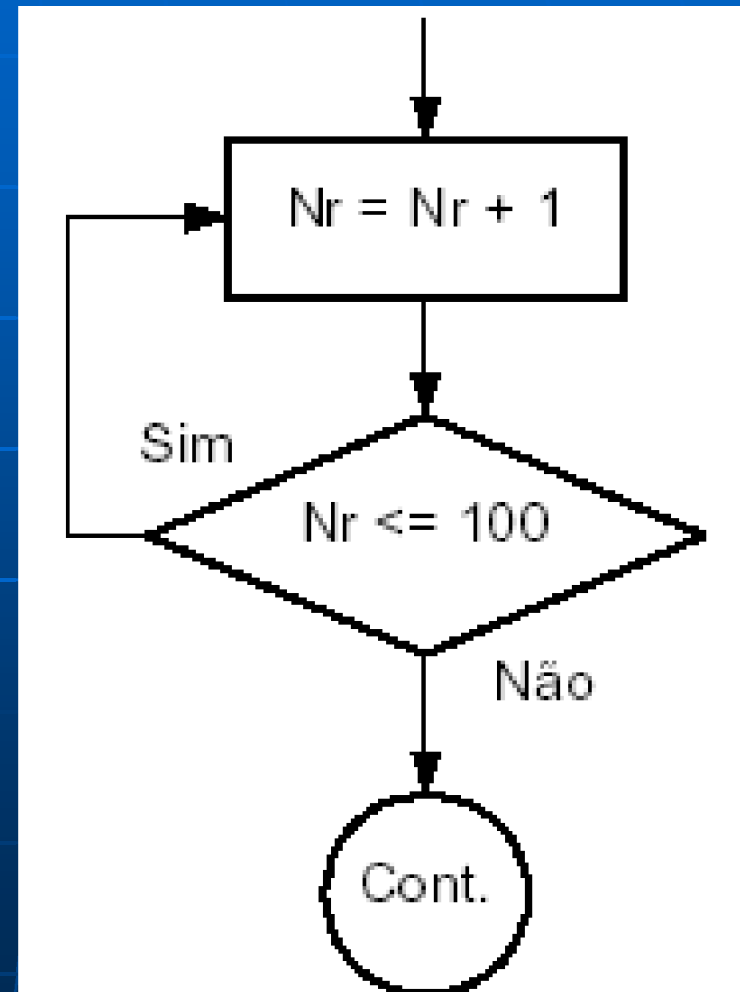 Nr = Nr + 1
Sim
Nr <= 100
Não
Cont.